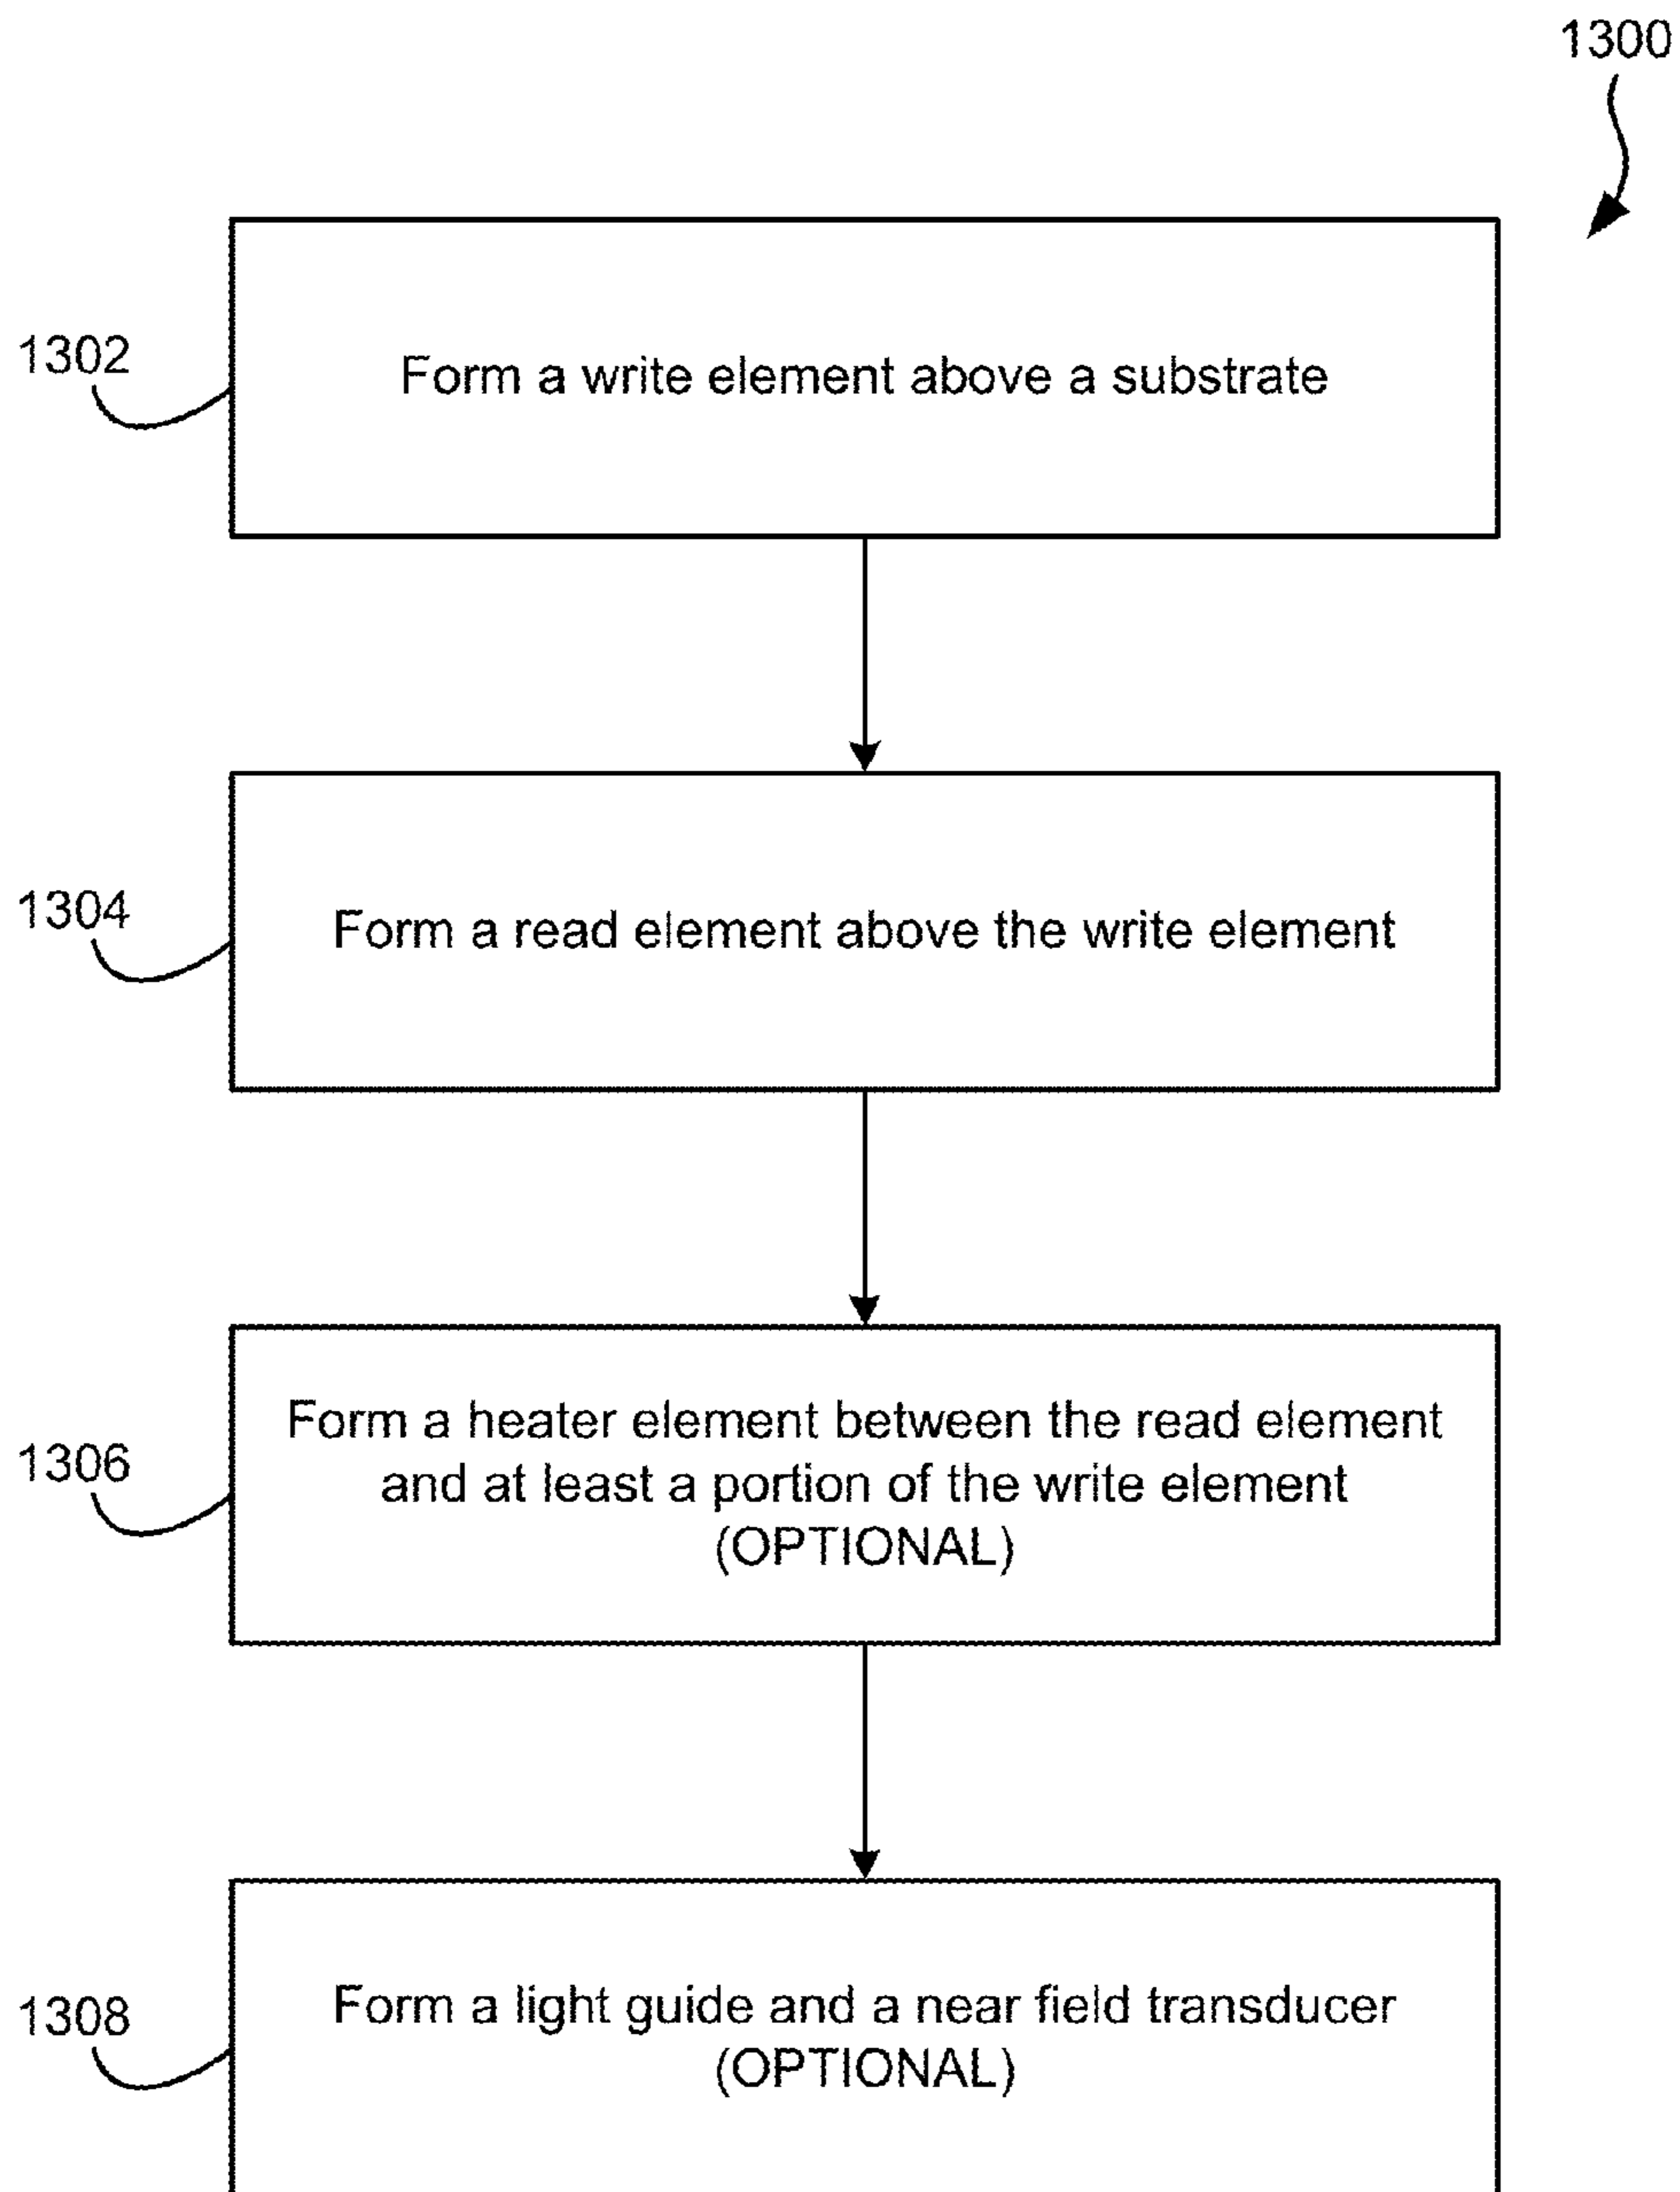 1300
1302
Form a write element above a substrate
1304
Form a read element above the write element
1306
Form a heater element between the read element
and at least a portion of the write element
(OPTIONAL)
1308
Form a light guide and a near field transducer
(OPTIONAL)